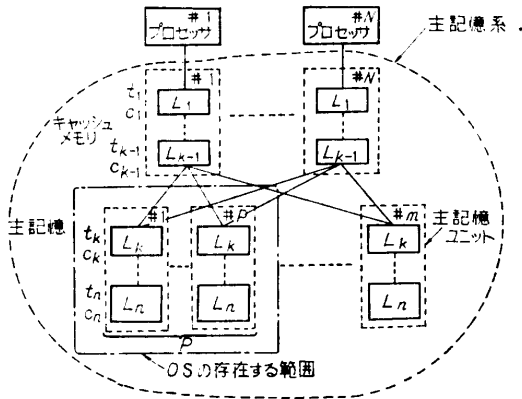 #1
プロセッサ
#N
プロセッサ
主記憶系
#1
#N
t1
c1
L1
L1
キャッシュ
メモリ
tk-1
ck-1
Lk-1
Lk-1
主記憶
#1
#p
#m
tk
ck
Lk
Lk
Lk
主記憶
ユニット
tn
cn
Ln
Ln
Ln
p
OSの存在する範囲